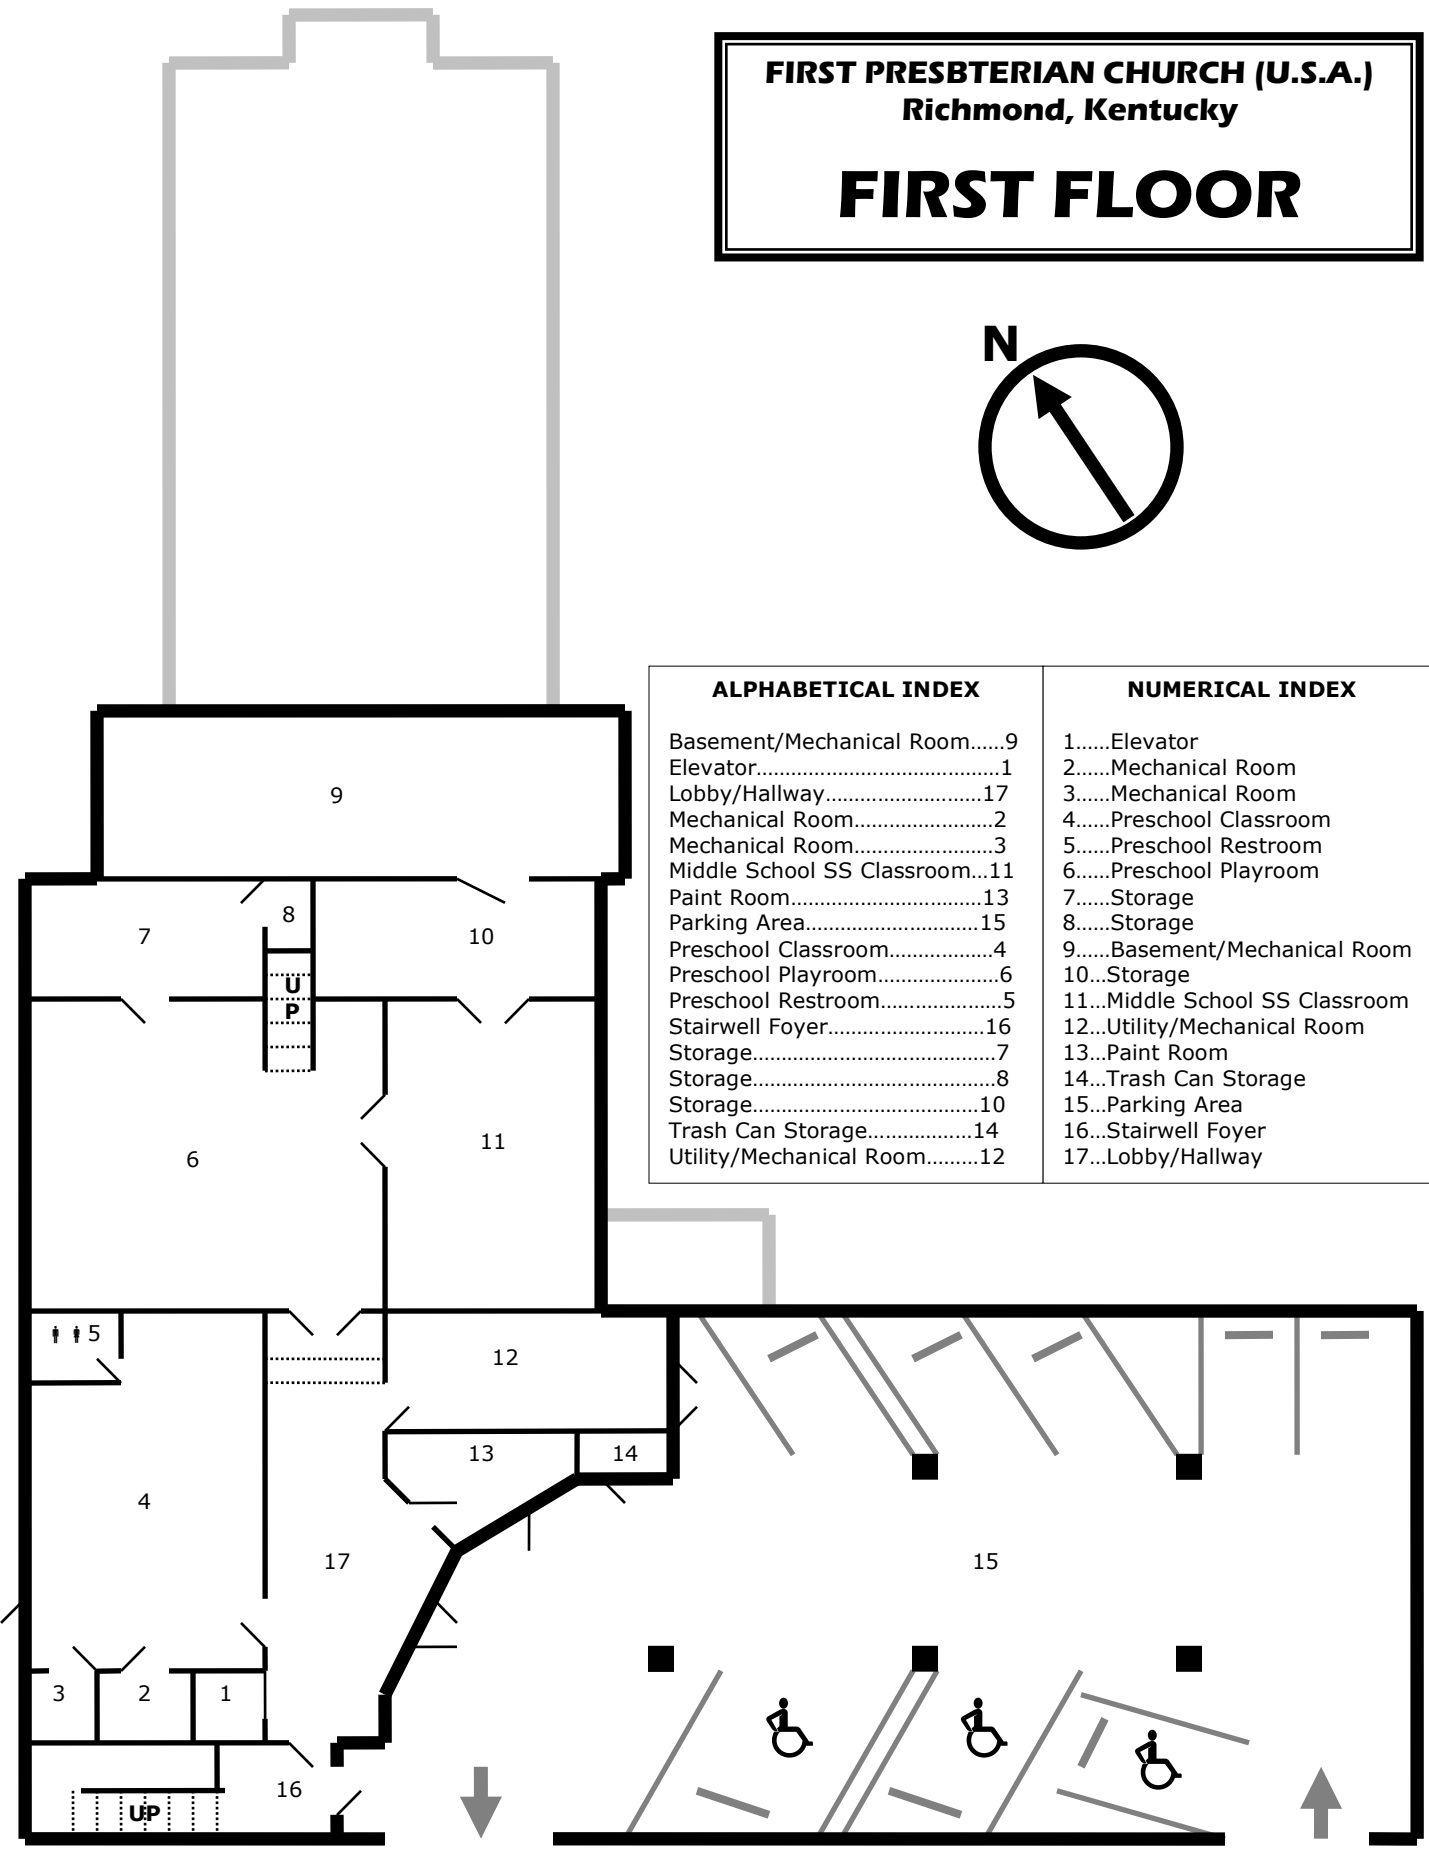 FIRST PRESBTERIAN CHURCH (U.S.A.)
Richmond, Kentucky
FIRST FLOOR
N
ALPHABETICAL INDEX
Basement/Mechanical Room......9
Elevator..........................................1
Lobby/Hallway...........................17
Mechanical Room........................2
Mechanical Room........................3
Middle School SS Classroom...11
Paint Room.................................13
Parking Area..............................15
Preschool Classroom..................4
Preschool Playroom.....................6
Preschool Restroom.....................5
Stairwell Foyer...........................16
Storage..........................................7
Storage..........................................8
Storage.......................................10
Trash Can Storage..................14
Utility/Mechanical Room.........12
NUMERICAL INDEX
1......Elevator
2......Mechanical Room
3......Mechanical Room
4......Preschool Classroom
5......Preschool Restroom
6......Preschool Playroom
7......Storage
8......Storage
9......Basement/Mechanical Room
10...Storage
11...Middle School SS Classroom
12...Utility/Mechanical Room
13...Paint Room
14...Trash Can Storage
15...Parking Area
16...Stairwell Foyer
17...Lobby/Hallway
9
8
7
10
U
P
11
6
5
12
13
14
4
17
15
3
2
1
16
UP